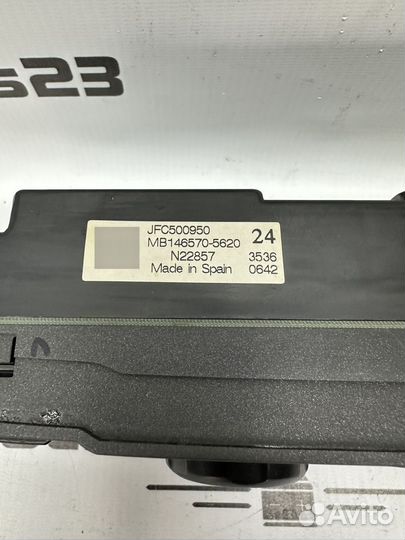 s23
JFC500950
MB146570-5620 24
N22857 3536
Made in Spain 0642
Avito